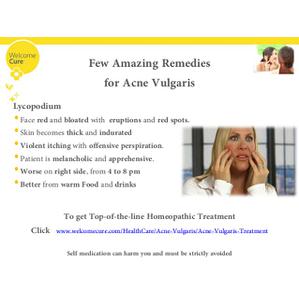 Welcome
Cure
Few Amazing Remedies
for Acne Vulgaris
Lycopodium
Face red and bloated with eruptions and red spots.
Skin becomes thick and indurated
Violent itching with offensive perspiration.
Patient is melancholic and apprehensive.
Worse on right side, from 4 to 8 pm
Better from warm Food and drinks
To get Top-of-the-line Homeopathic Treatment
Click www.welcomecure.com/HealthCare/Acne-Vulgaris/Acne-Vulgaris-Treatment
Self medication can harm you and must be strictly avoided